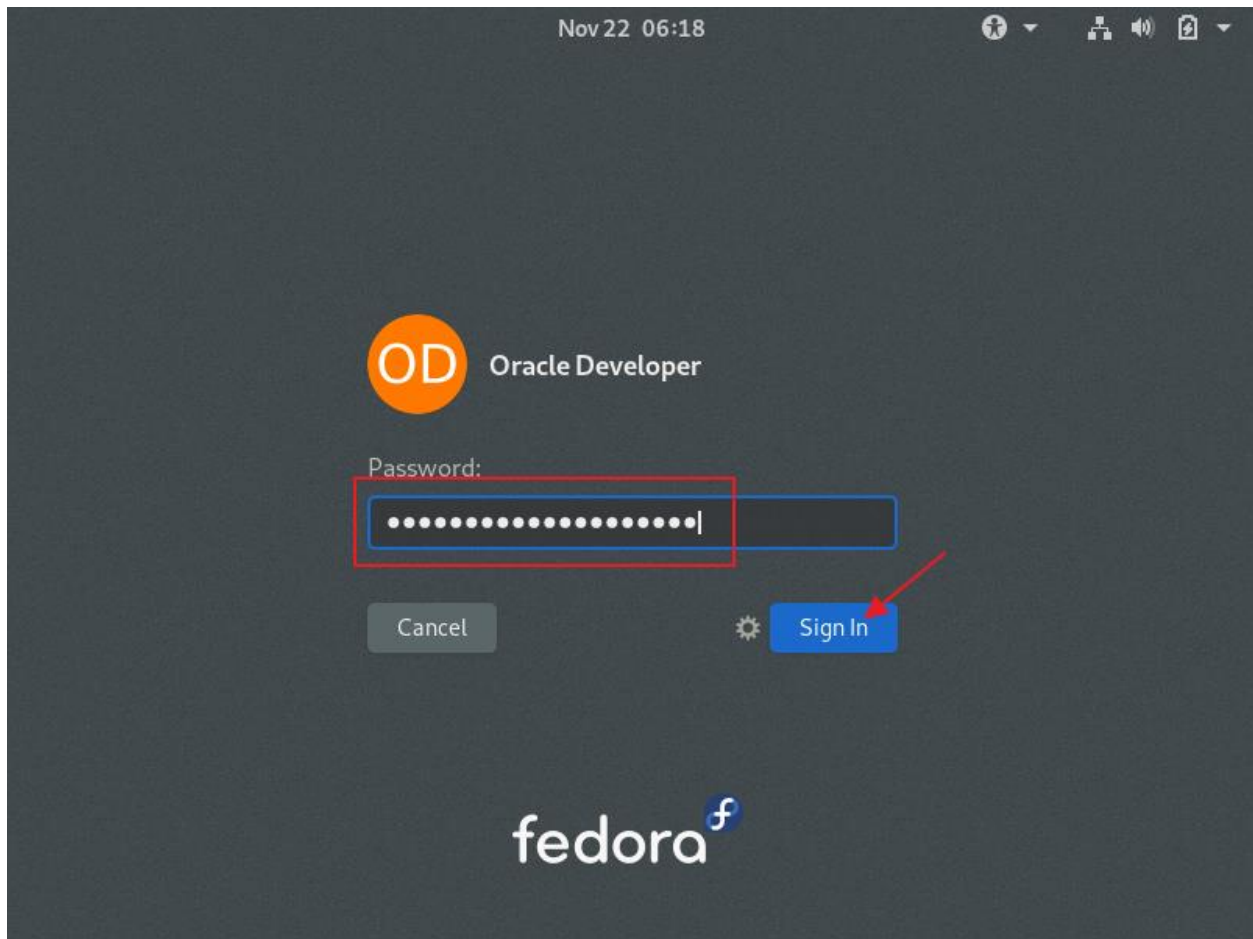 Nov 22 06:18
OD
Oracle Developer
Password:
●●●●●●●●●●●●●●●●●●●●
Cancel
Sign In
fedora